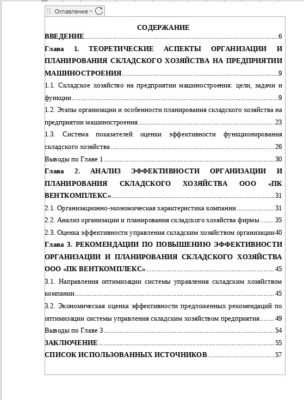 Оглавление
СОДЕРЖАНИЕ
ВВЕДЕНИЕ 6
Глава 1. ТЕОРЕТИЧЕСКИЕ АСПЕКТЫ ОРГАНИЗАЦИИ И
ПЛАНИРОВАНИЯ СКЛАДСКОГО ХОЗЯЙСТВА НА ПРЕДПРИЯТИИ
МАШИНОСТРОЕНИЯ 9
1.1. Складское хозяйство на предприятии машиностроения: цели, задачи и
функции 9
1.2. Этапы организации и особенности планирования складского хозяйства на
предприятии машиностроения. 23
1.3. Система показателей оценки эффективности функционирования
складского хозяйства 26
Выводы по Главе 1 30
Глава 2. АНАЛИЗ ЭФФЕКТИВНОСТИ ОРГАНИЗАЦИИ И
ПЛАНИРОВАНИЯ СКЛАДСКОГО ХОЗЯЙСТВА ООО «ПК
ВЕНТКОМПЛЕКС» 31
2.1. Организационно-экономическая характеристика компании 31
2.2. Анализ организации и планирования складского хозяйства фирмы 35
2.3. Оценка эффективности управления складским хозяйством организации 40
Глава 3. РЕКОМЕНДАЦИИ ПО ПОВЫШЕНИЮ ЭФФЕКТИВНОСТИ
ОРГАНИЗАЦИИ И ПЛАНИРОВАНИЯ СКЛАДСКОГО ХОЗЯЙСТВА
ООО «ПК ВЕНТКОМПЛЕКС» 45
3.1. Направления оптимизации системы управления складским хозяйством
компании 45
3.2. Экономическая оценка эффективности предложенных рекомендаций по
оптимизации системы управления складским хозяйством предприятия 49
Выводы по Главе 3 54
ЗАКЛЮЧЕНИЕ 55
СПИСОК ИСПОЛЬЗОВАННЫХ ИСТОЧНИКОВ 57